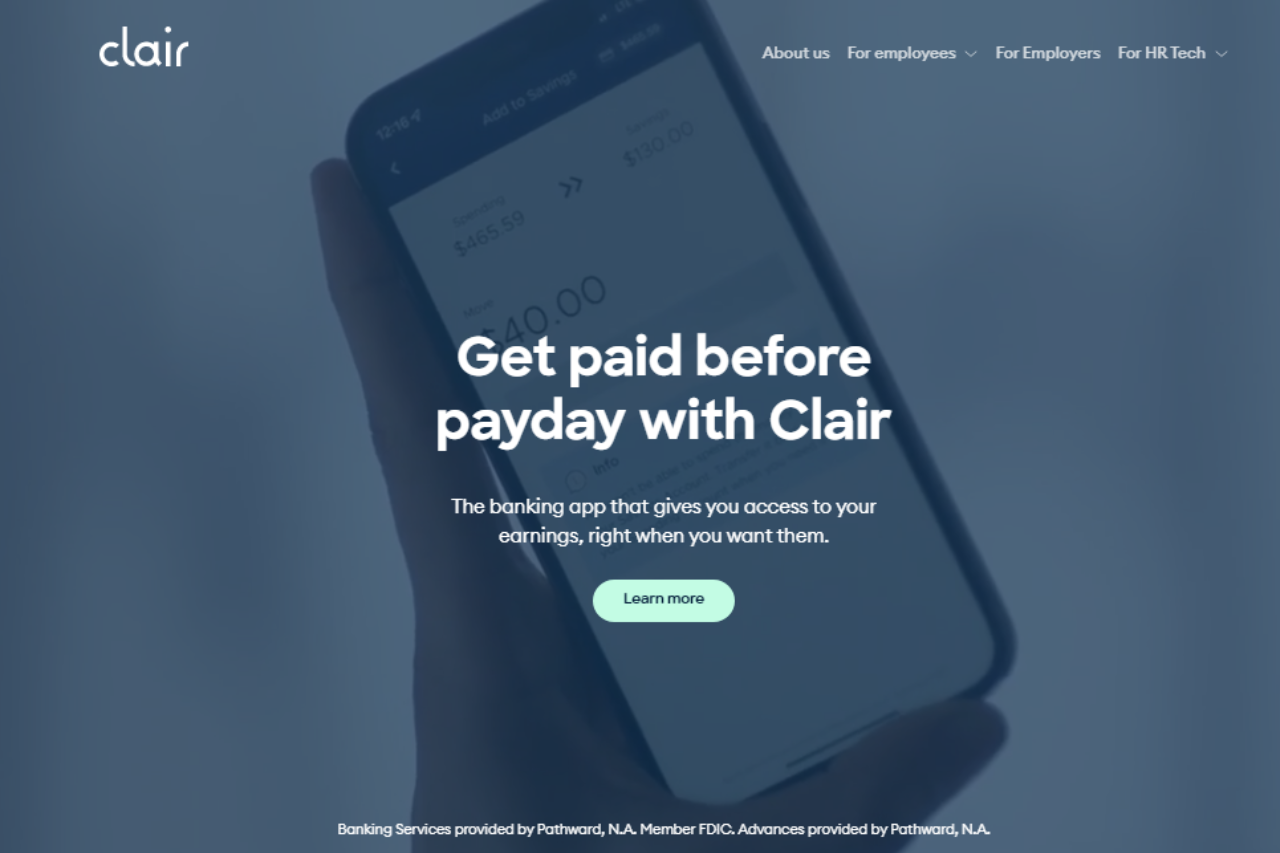 clair
About us For employees For Employers For HR Tech
12:16
LTE
Add to Savings
Savings
$130.00
Spending
$465.59
Move
$40.00
Get paid before
payday with Clair
Info
The banking app that gives you access to your
earnings, right when you want them.
Learn more
Banking Services provided by Pathward, N.A. Member FDIC. Advances provided by Pathward, N.A.